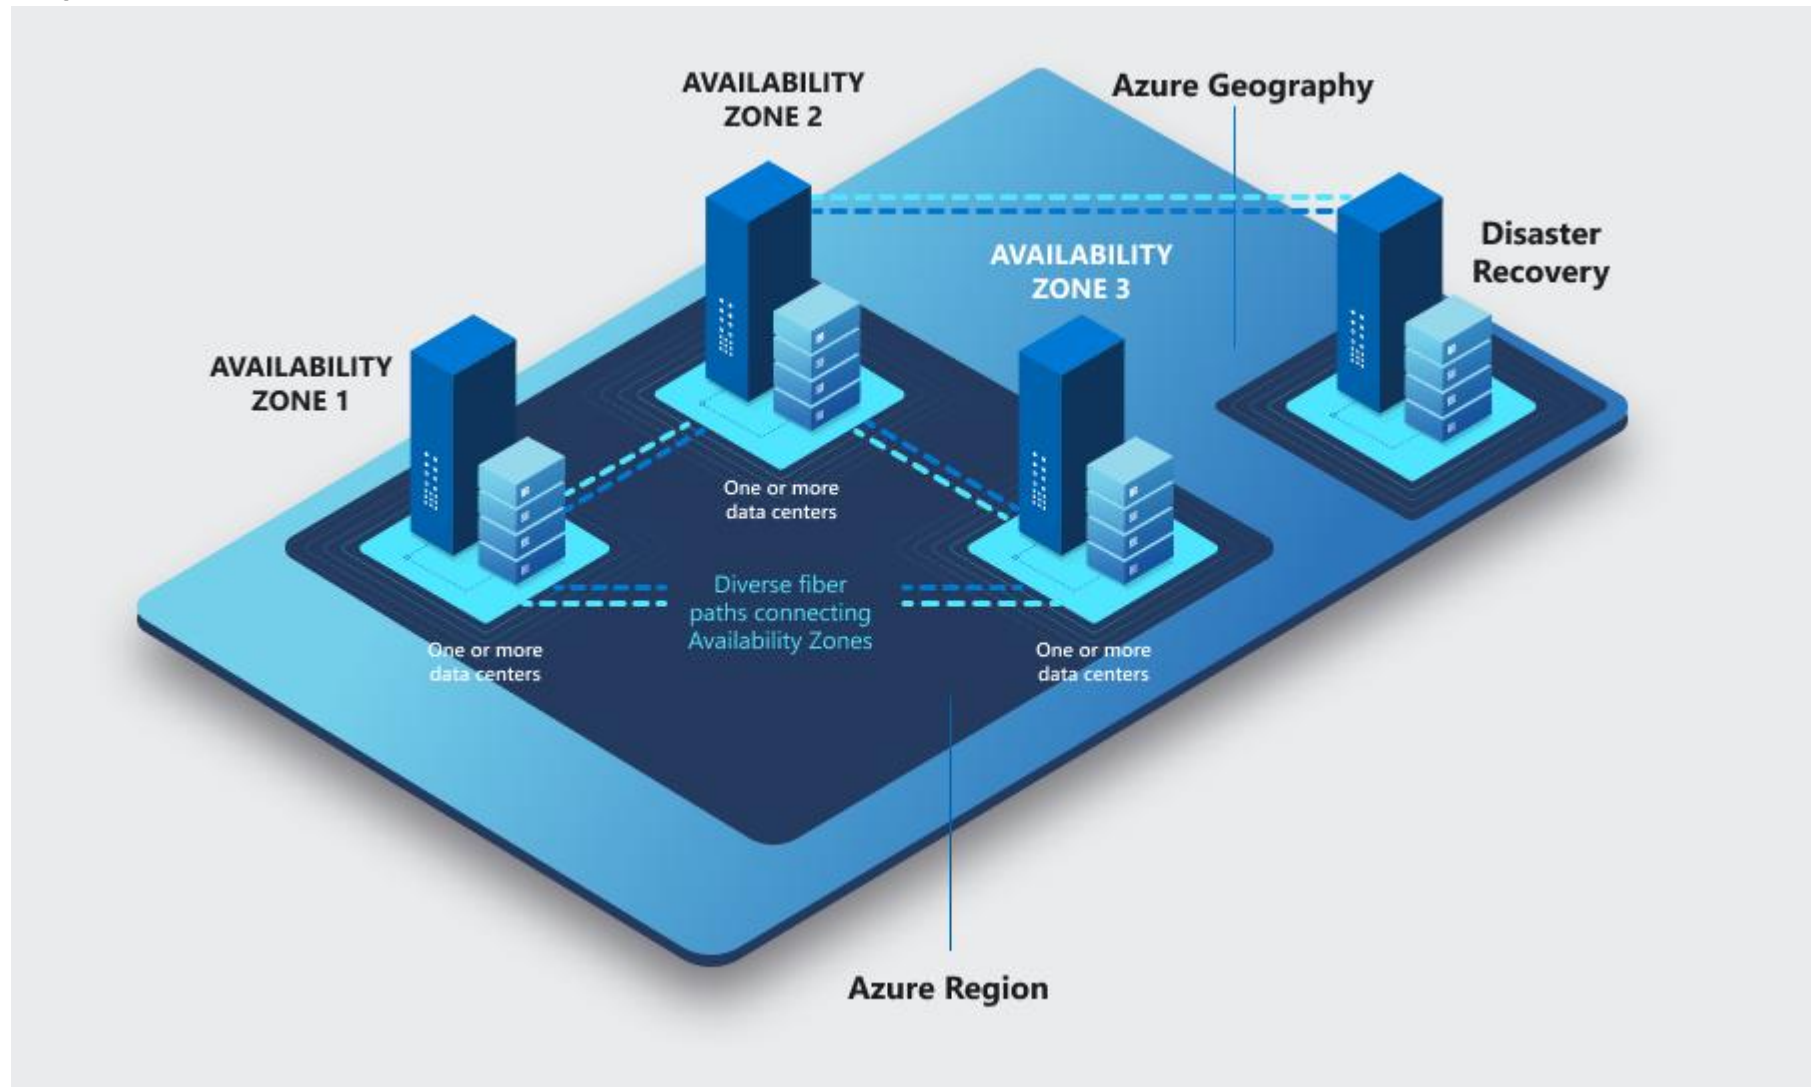 AVAILABILITY
ZONE 2
Azure Geography
Disaster
Recovery
AVAILABILITY
ZONE 3
AVAILABILITY
ZONE 1
One or more
data centers
Diverse fiber
paths connecting
Availability Zones
One or more
data centers
One or more
data centers
Azure Region